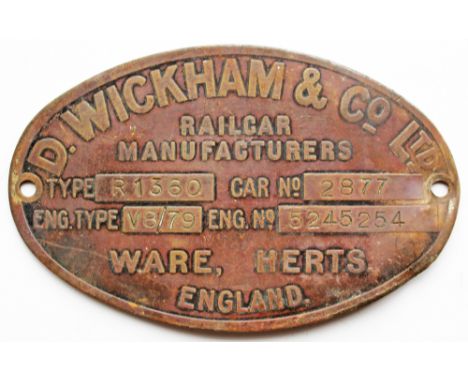 D. WICKHAM & Cº LTD.
RAILCAR
MANUFACTURERS
TYPE R1360 CAR Nº 2877
ENG. TYPE V8/79 ENG. Nº 5245254
WARE, HERTS
ENGLAND.